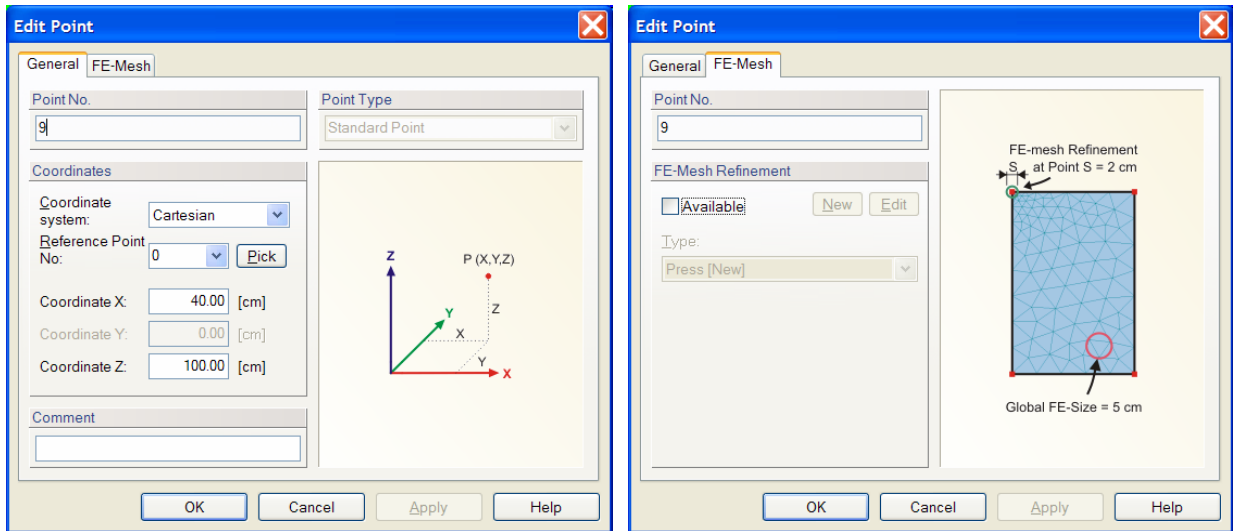 Edit Point
General FE-Mesh
Point No.
9
Point Type
Standard Point
Coordinates
Coordinate
system:
Cartesian
Reference Point
No:
0
Pick
Coordinate X: 40.00 [cm]
Coordinate Y: 0.00 [cm]
Coordinate Z: 100.00 [cm]
Z
P (X,Y,Z)
Y
Z
X
Y
X
Comment
OK Cancel Apply Help
Edit Point
General FE-Mesh
Point No.
9
FE-Mesh Refinement
Available New Edit
Type:
Press [New]
FE-mesh Refinement
S at Point S = 2 cm
Global FE-Size = 5 cm
OK Cancel Apply Help